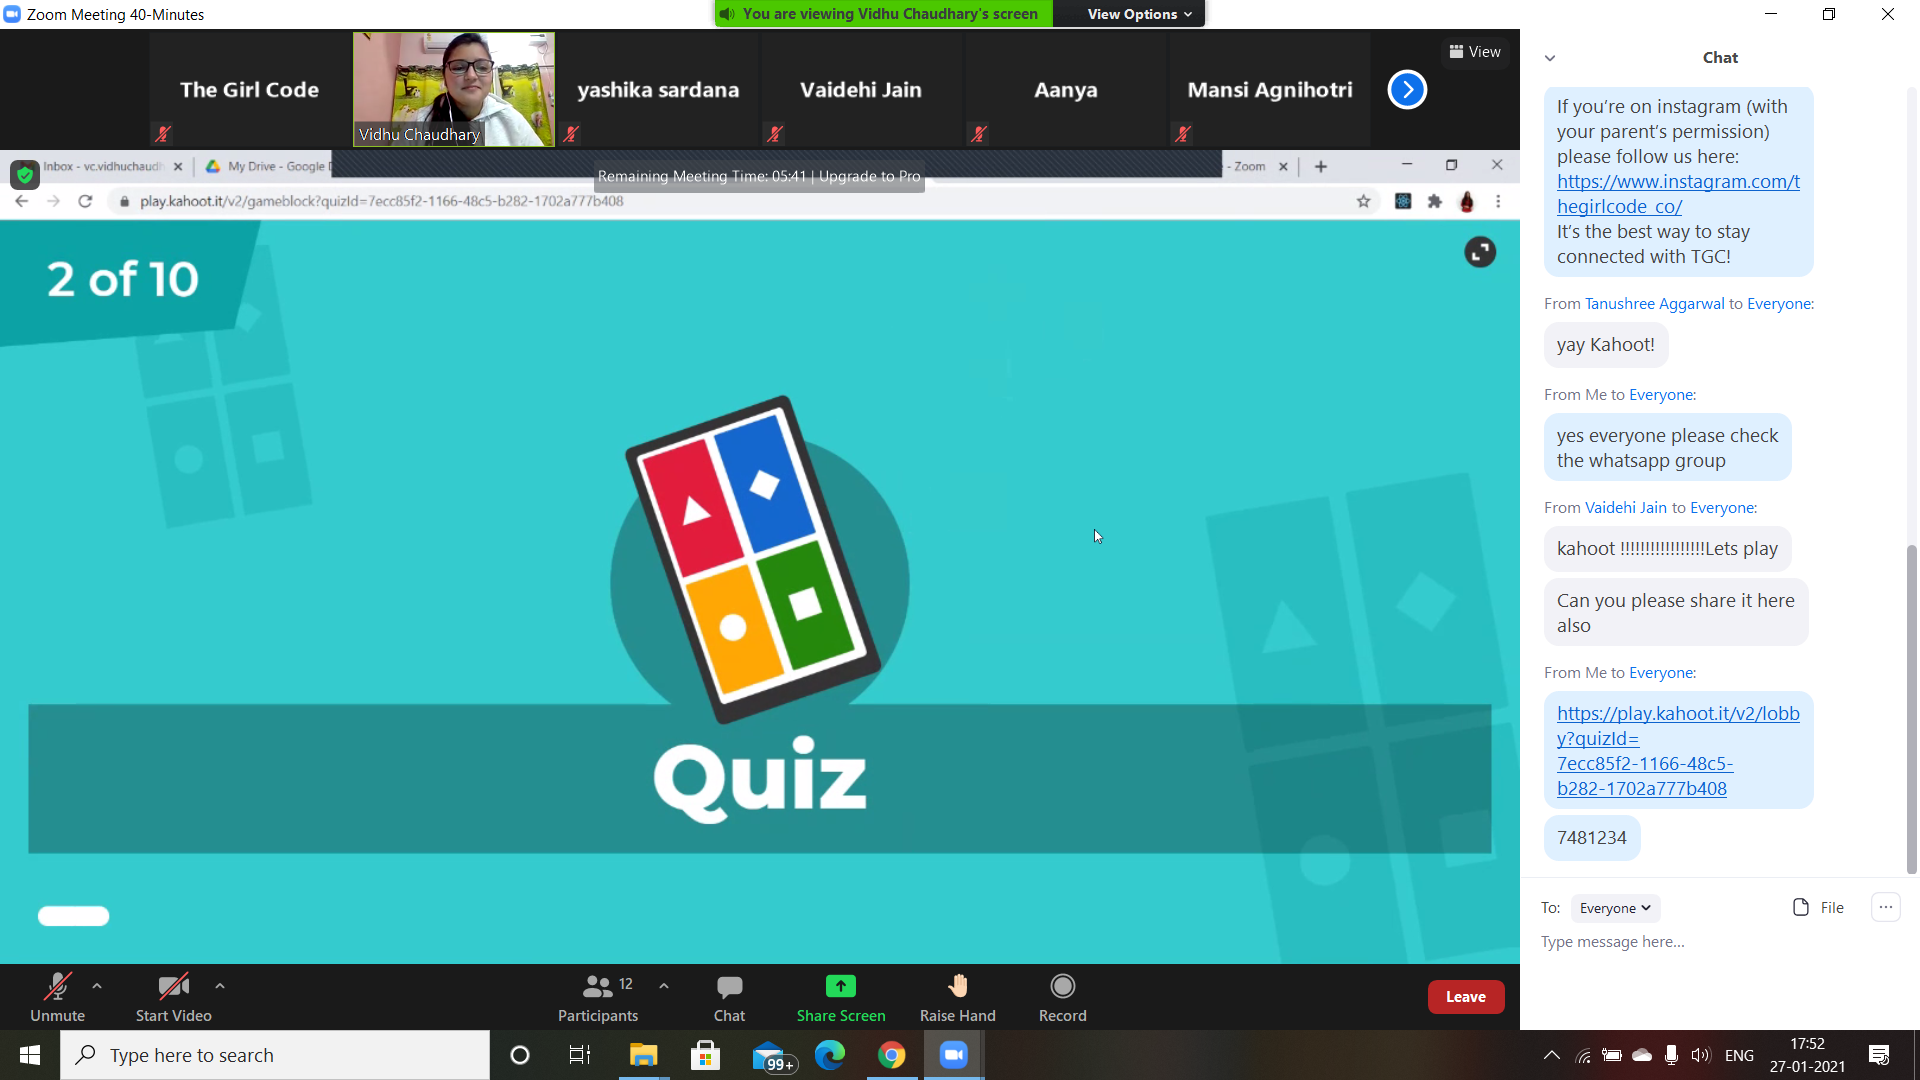 Zoom Meeting 40-Minutes
You are viewing Vidhu Chaudhary's screen
View Options
The Girl Code
Vidhu Chaudhary
yashika sardana
Vaidehi Jain
Aanya
Mansi Agnihotri
View
Inbox - vc.vidhuchaudh
My Drive - Google D
Remaining Meeting Time: 05:41 | Upgrade to Pro
- Zoom
play.kahoot.it/v2/gameblock?quizId=7ecc85f2-1166-48c5-b282-1702a777b408
2 of 10
Quiz
Chat
If you're on instagram (with
your parent's permission)
please follow us here:
https://www.instagram.com/t
hegirlcode_co/
It's the best way to stay
connected with TGC!
From Tanushree Aggarwal to Everyone:
yay Kahoot!
From Me to Everyone:
yes everyone please check
the whatsapp group
From Vaidehi Jain to Everyone:
kahoot !!!!!!!!!!!!!!!!!Lets play
Can you please share it here
also
From Me to Everyone:
https://play.kahoot.it/v2/lobb
y?quizId=
7ecc85f2-1166-48c5-
b282-1702a777b408
7481234
To: Everyone
File
Type message here...
Unmute
Start Video
12
Participants
Chat
Share Screen
Raise Hand
Record
Leave
Type here to search
99+
ENG
17:52
27-01-2021